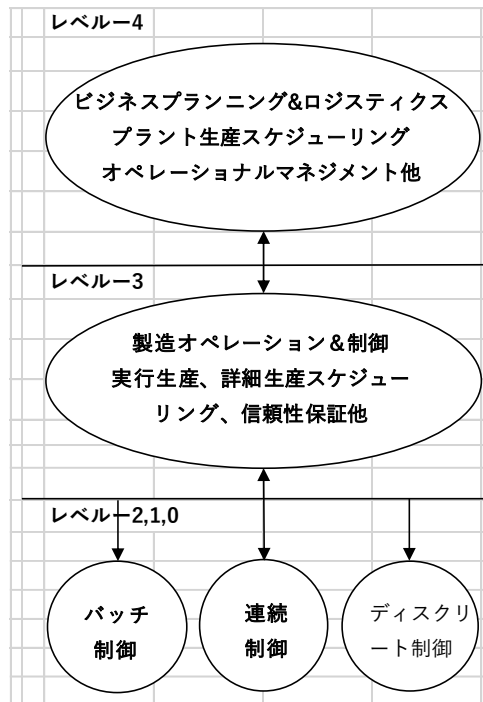 レベルー4
ビジネスプランニング&ロジスティクス
プラント生産スケジューリング
オペレーショナルマネジメント他
レベルー3
製造オペレーション＆制御
実行生産、詳細生産スケジュー
リング、信頼性保証他
レベルー2,1,0
バッチ
制御
連続
制御
ディスクリ
ート制御